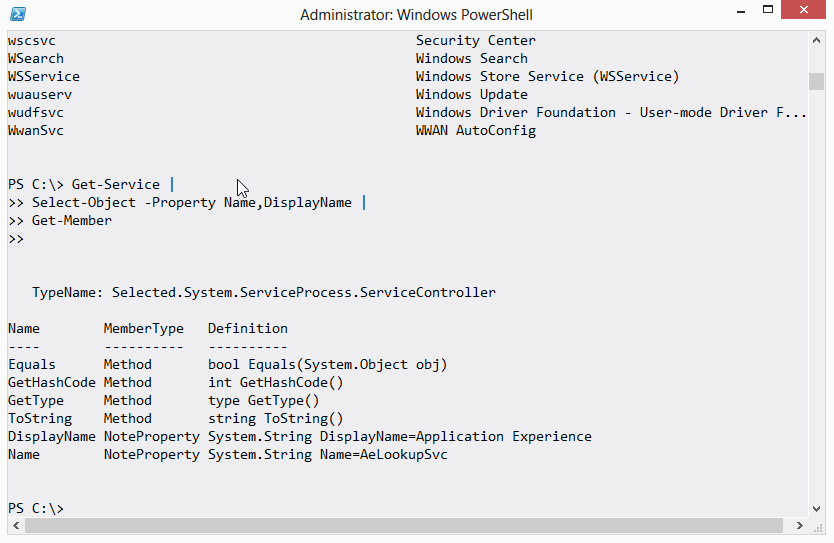 Administrator: Windows PowerShell
wscsvc Security Center
WSearch Windows Search
WSService Windows Store Service (WSService)
wuauserv Windows Update
wudfsvc Windows Driver Foundation - User-mode Driver F...
WwanSvc WWAN AutoConfig
PS C:\> Get-Service |
>> Select-Object -Property Name,DisplayName |
>> Get-Member
>>
TypeName: Selected.System.ServiceProcess.ServiceController
Name MemberType Definition
---- ---------- ----------
Equals Method bool Equals(System.Object obj)
GetHashCode Method int GetHashCode()
GetType Method type GetType()
ToString Method string ToString()
DisplayName NoteProperty System.String DisplayName=Application Experience
Name NoteProperty System.String Name=AeLookupSvc
PS C:\>